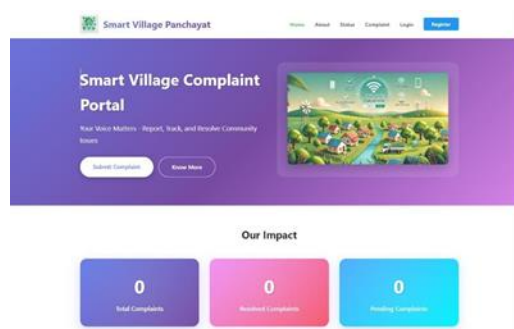 Smart Village Panchayat
Home About Status Complaint Login Register
Smart Village Complaint
Portal
Your Voice Matters - Report, Track, and Resolve Community
Issues
Submit Complaint Know More
Our Impact
0 0 0
Total Complaints Resolved Complaints Pending Complaints